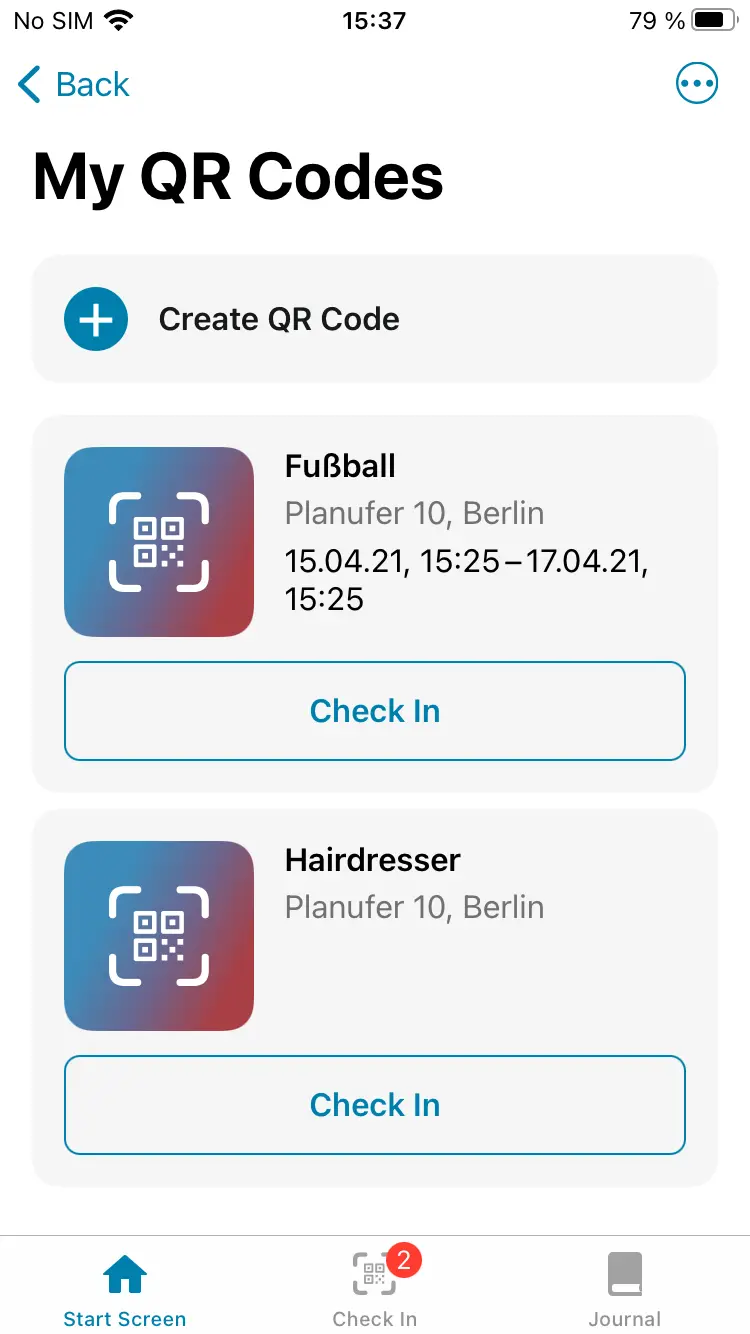 No SIM 15:37 79 %
Back
My QR Codes
Create QR Code
Fußball
Planufer 10, Berlin
15.04.21, 15:25–17.04.21,
15:25
Check In
Hairdresser
Planufer 10, Berlin
Check In
2
Start Screen Check In Journal